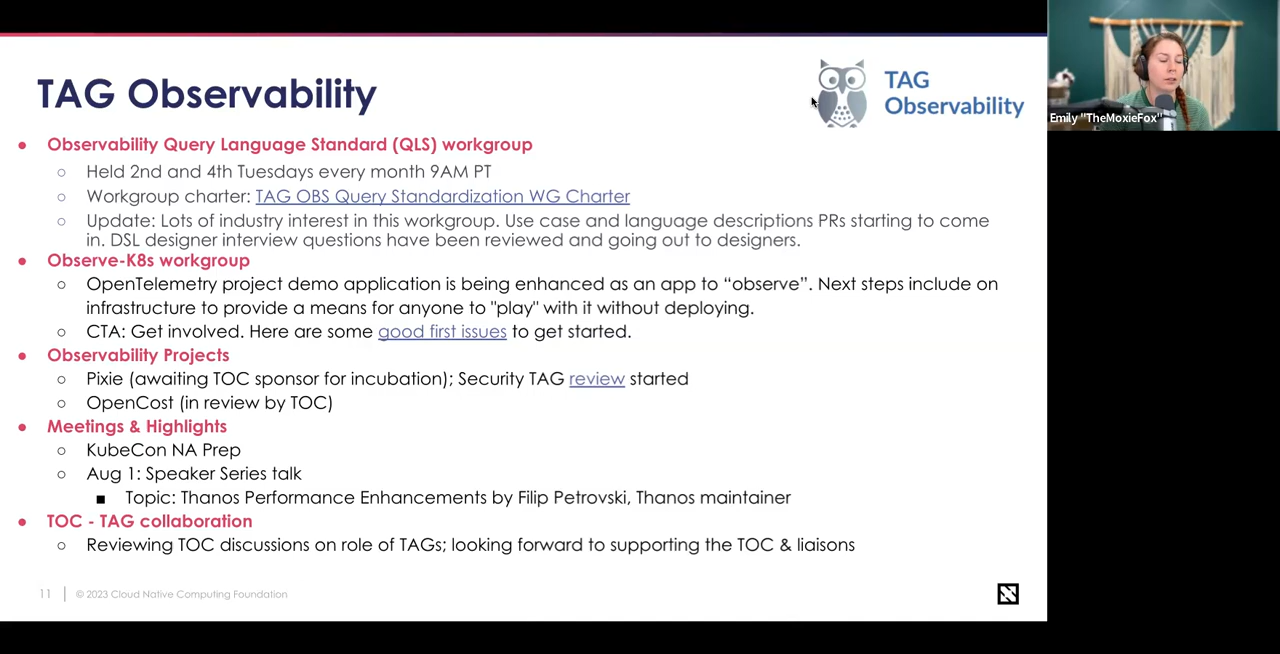 TAG Observability
TAG
Observability
Emily "TheMoxieFox"
● Observability Query Language Standard (QLS) workgroup
○ Held 2nd and 4th Tuesdays every month 9AM PT
○ Workgroup charter: TAG OBS Query Standardization WG Charter
○ Update: Lots of industry interest in this workgroup. Use case and language descriptions PRs starting to come
in. DSL designer interview questions have been reviewed and going out to designers.
● Observe-K8s workgroup
○ OpenTelemetry project demo application is being enhanced as an app to “observe”. Next steps include on
infrastructure to provide a means for anyone to "play" with it without deploying.
○ CTA: Get involved. Here are some good first issues to get started.
● Observability Projects
○ Pixie (awaiting TOC sponsor for incubation); Security TAG review started
○ OpenCost (in review by TOC)
● Meetings & Highlights
○ KubeCon NA Prep
○ Aug 1: Speaker Series talk
■ Topic: Thanos Performance Enhancements by Filip Petrovski, Thanos maintainer
● TOC - TAG collaboration
○ Reviewing TOC discussions on role of TAGs; looking forward to supporting the TOC & liaisons
11 | © 2023 Cloud Native Computing Foundation